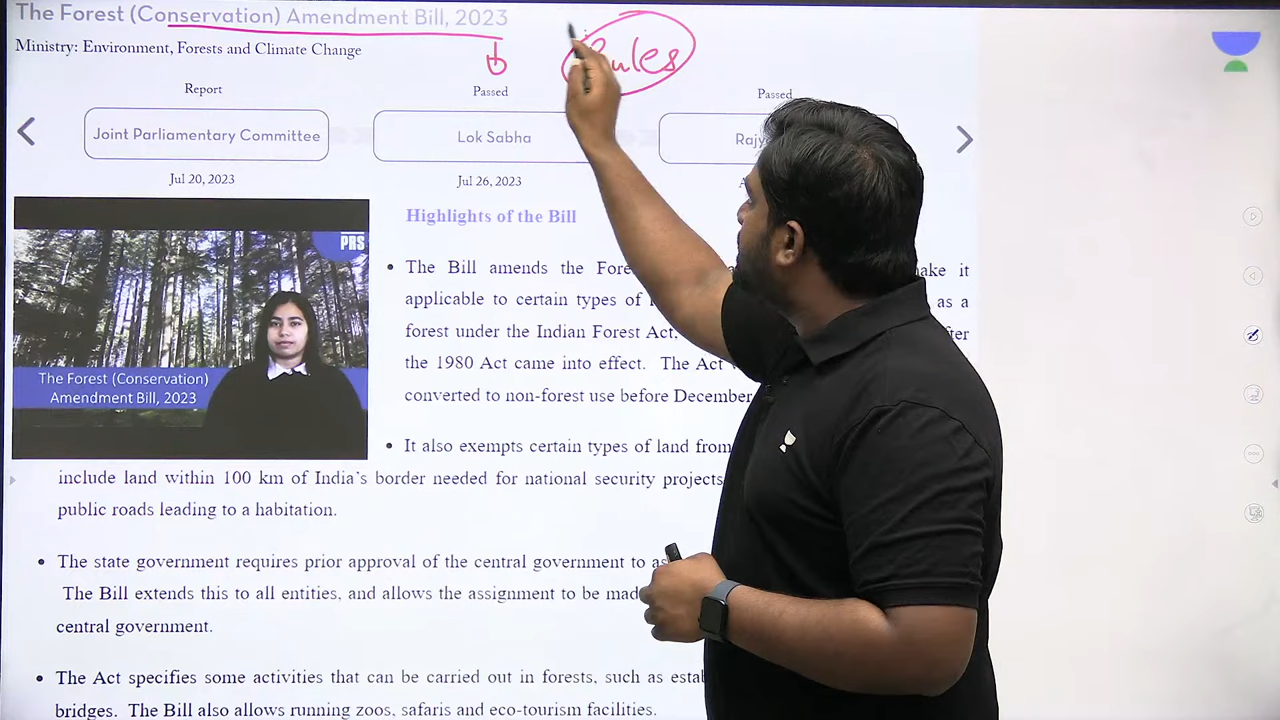 The Forest (Conservation) Amendment Bill, 2023
Rules
Ministry: Environment, Forests and Climate Change
Report
Passed
Passed
Joint Parliamentary Committee
Lok Sabha
Jul 20, 2023
Jul 26, 2023
PRS
The Forest (Conservation)
Amendment Bill, 2023
Highlights of the Bill
• The Bill amends the
applicable to certain types of as a
forest under the Indian Forest Act,
the 1980 Act came into effect. The Act
converted to non-forest use before December
• It also exempts certain types of land from
include land within 100 km of India's border needed for national security projects
public roads leading to a habitation.
• The state government requires prior approval of the central government to
The Bill extends this to all entities, and allows the assignment to be made
central government.
• The Act specifies some activities that can be carried out in forests, such as
bridges. The Bill also allows running zoos, safaris and eco-tourism facilities.